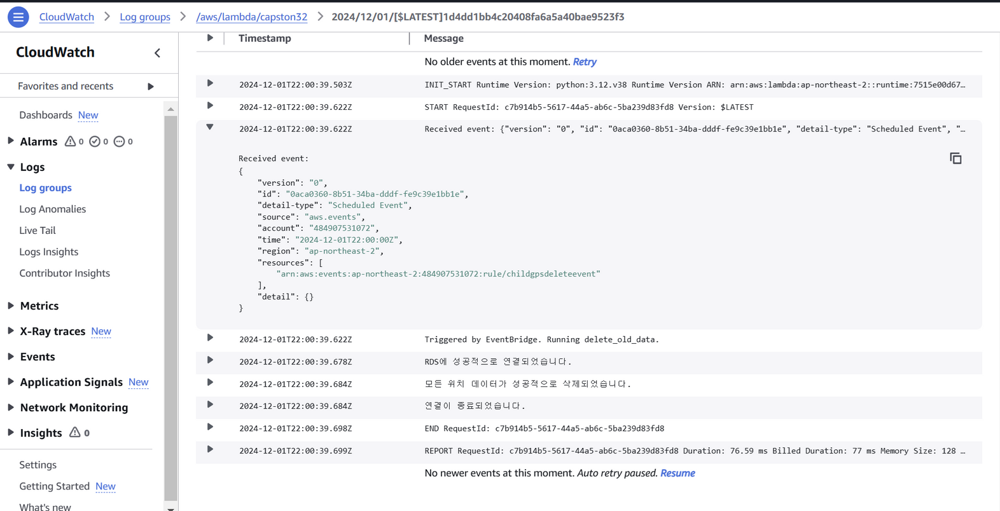 CloudWatch > Log groups > /aws/lambda/capston32 > 2024/12/01/[$LATEST]1d4dd1bb4c20408fa6a5a40bae9523f3
CloudWatch
Favorites and recents
Dashboards New
Alarms 0 0 0
Logs
Log groups
Log Anomalies
Live Tail
Logs Insights
Contributor Insights
Metrics
X-Ray traces New
Events
Application Signals New
Network Monitoring
Insights 0
Settings
Getting Started New
What's new
Timestamp Message
No older events at this moment. Retry
2024-12-01T22:00:39.503Z INIT_START Runtime Version: python:3.12.v38 Runtime Version ARN: arn:aws:lambda:ap-northeast-2::runtime:7515e00d67…
2024-12-01T22:00:39.622Z START RequestId: c7b914b5-5617-44a5-ab6c-5ba239d83fd8 Version: $LATEST
2024-12-01T22:00:39.622Z Received event: {"version": "0", "id": "0aca0360-8b51-34ba-dddf-fe9c39e1bb1e", "detail-type": "Scheduled Event", "…
Received event:
{
"version": "0",
"id": "0aca0360-8b51-34ba-dddf-fe9c39e1bb1e",
"detail-type": "Scheduled Event",
"source": "aws.events",
"account": "484907531072",
"time": "2024-12-01T22:00:00Z",
"region": "ap-northeast-2",
"resources": [
"arn:aws:events:ap-northeast-2:484907531072:rule/childgpsdeleteevent"
],
"detail": {}
}
2024-12-01T22:00:39.622Z Triggered by EventBridge. Running delete_old_data.
2024-12-01T22:00:39.678Z RDS에 성공적으로 연결되었습니다.
2024-12-01T22:00:39.684Z 모든 위치 데이터가 성공적으로 삭제되었습니다.
2024-12-01T22:00:39.684Z 연결이 종료되었습니다.
2024-12-01T22:00:39.698Z END RequestId: c7b914b5-5617-44a5-ab6c-5ba239d83fd8
2024-12-01T22:00:39.699Z REPORT RequestId: c7b914b5-5617-44a5-ab6c-5ba239d83fd8 Duration: 76.59 ms Billed Duration: 77 ms Memory Size: 128 …
No newer events at this moment. Auto retry paused. Resume